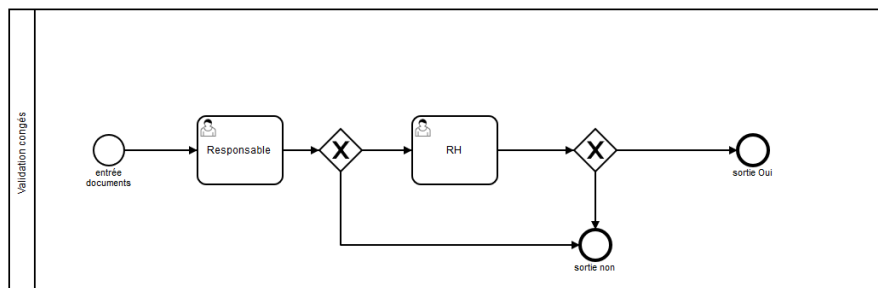 Validation congés
entrée
documents
Responsable
X
RH
X
sortie Oui
sortie non